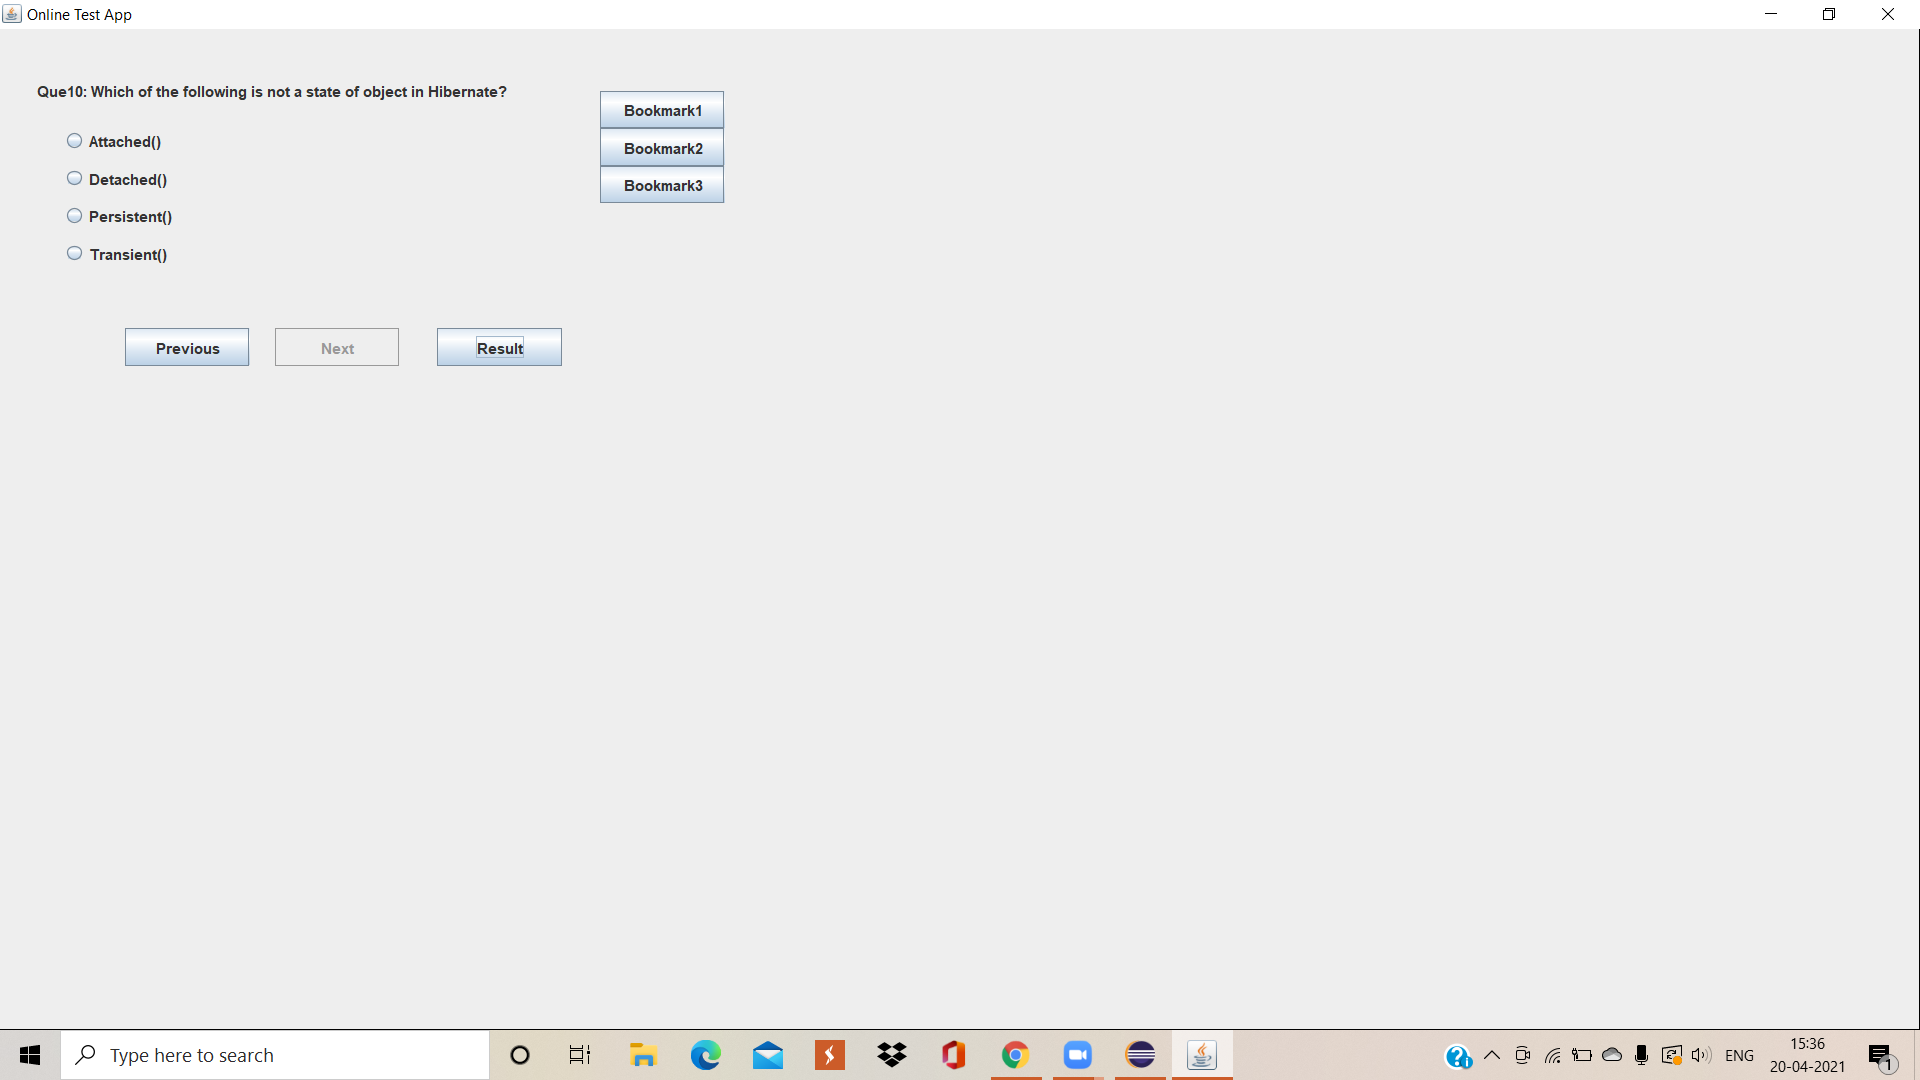 Online Test App
Que10: Which of the following is not a state of object in Hibernate?
Attached()
Detached()
Persistent()
Transient()
Bookmark1
Bookmark2
Bookmark3
Previous
Next
Result
Type here to search
ENG
15:36
20-04-2021
1